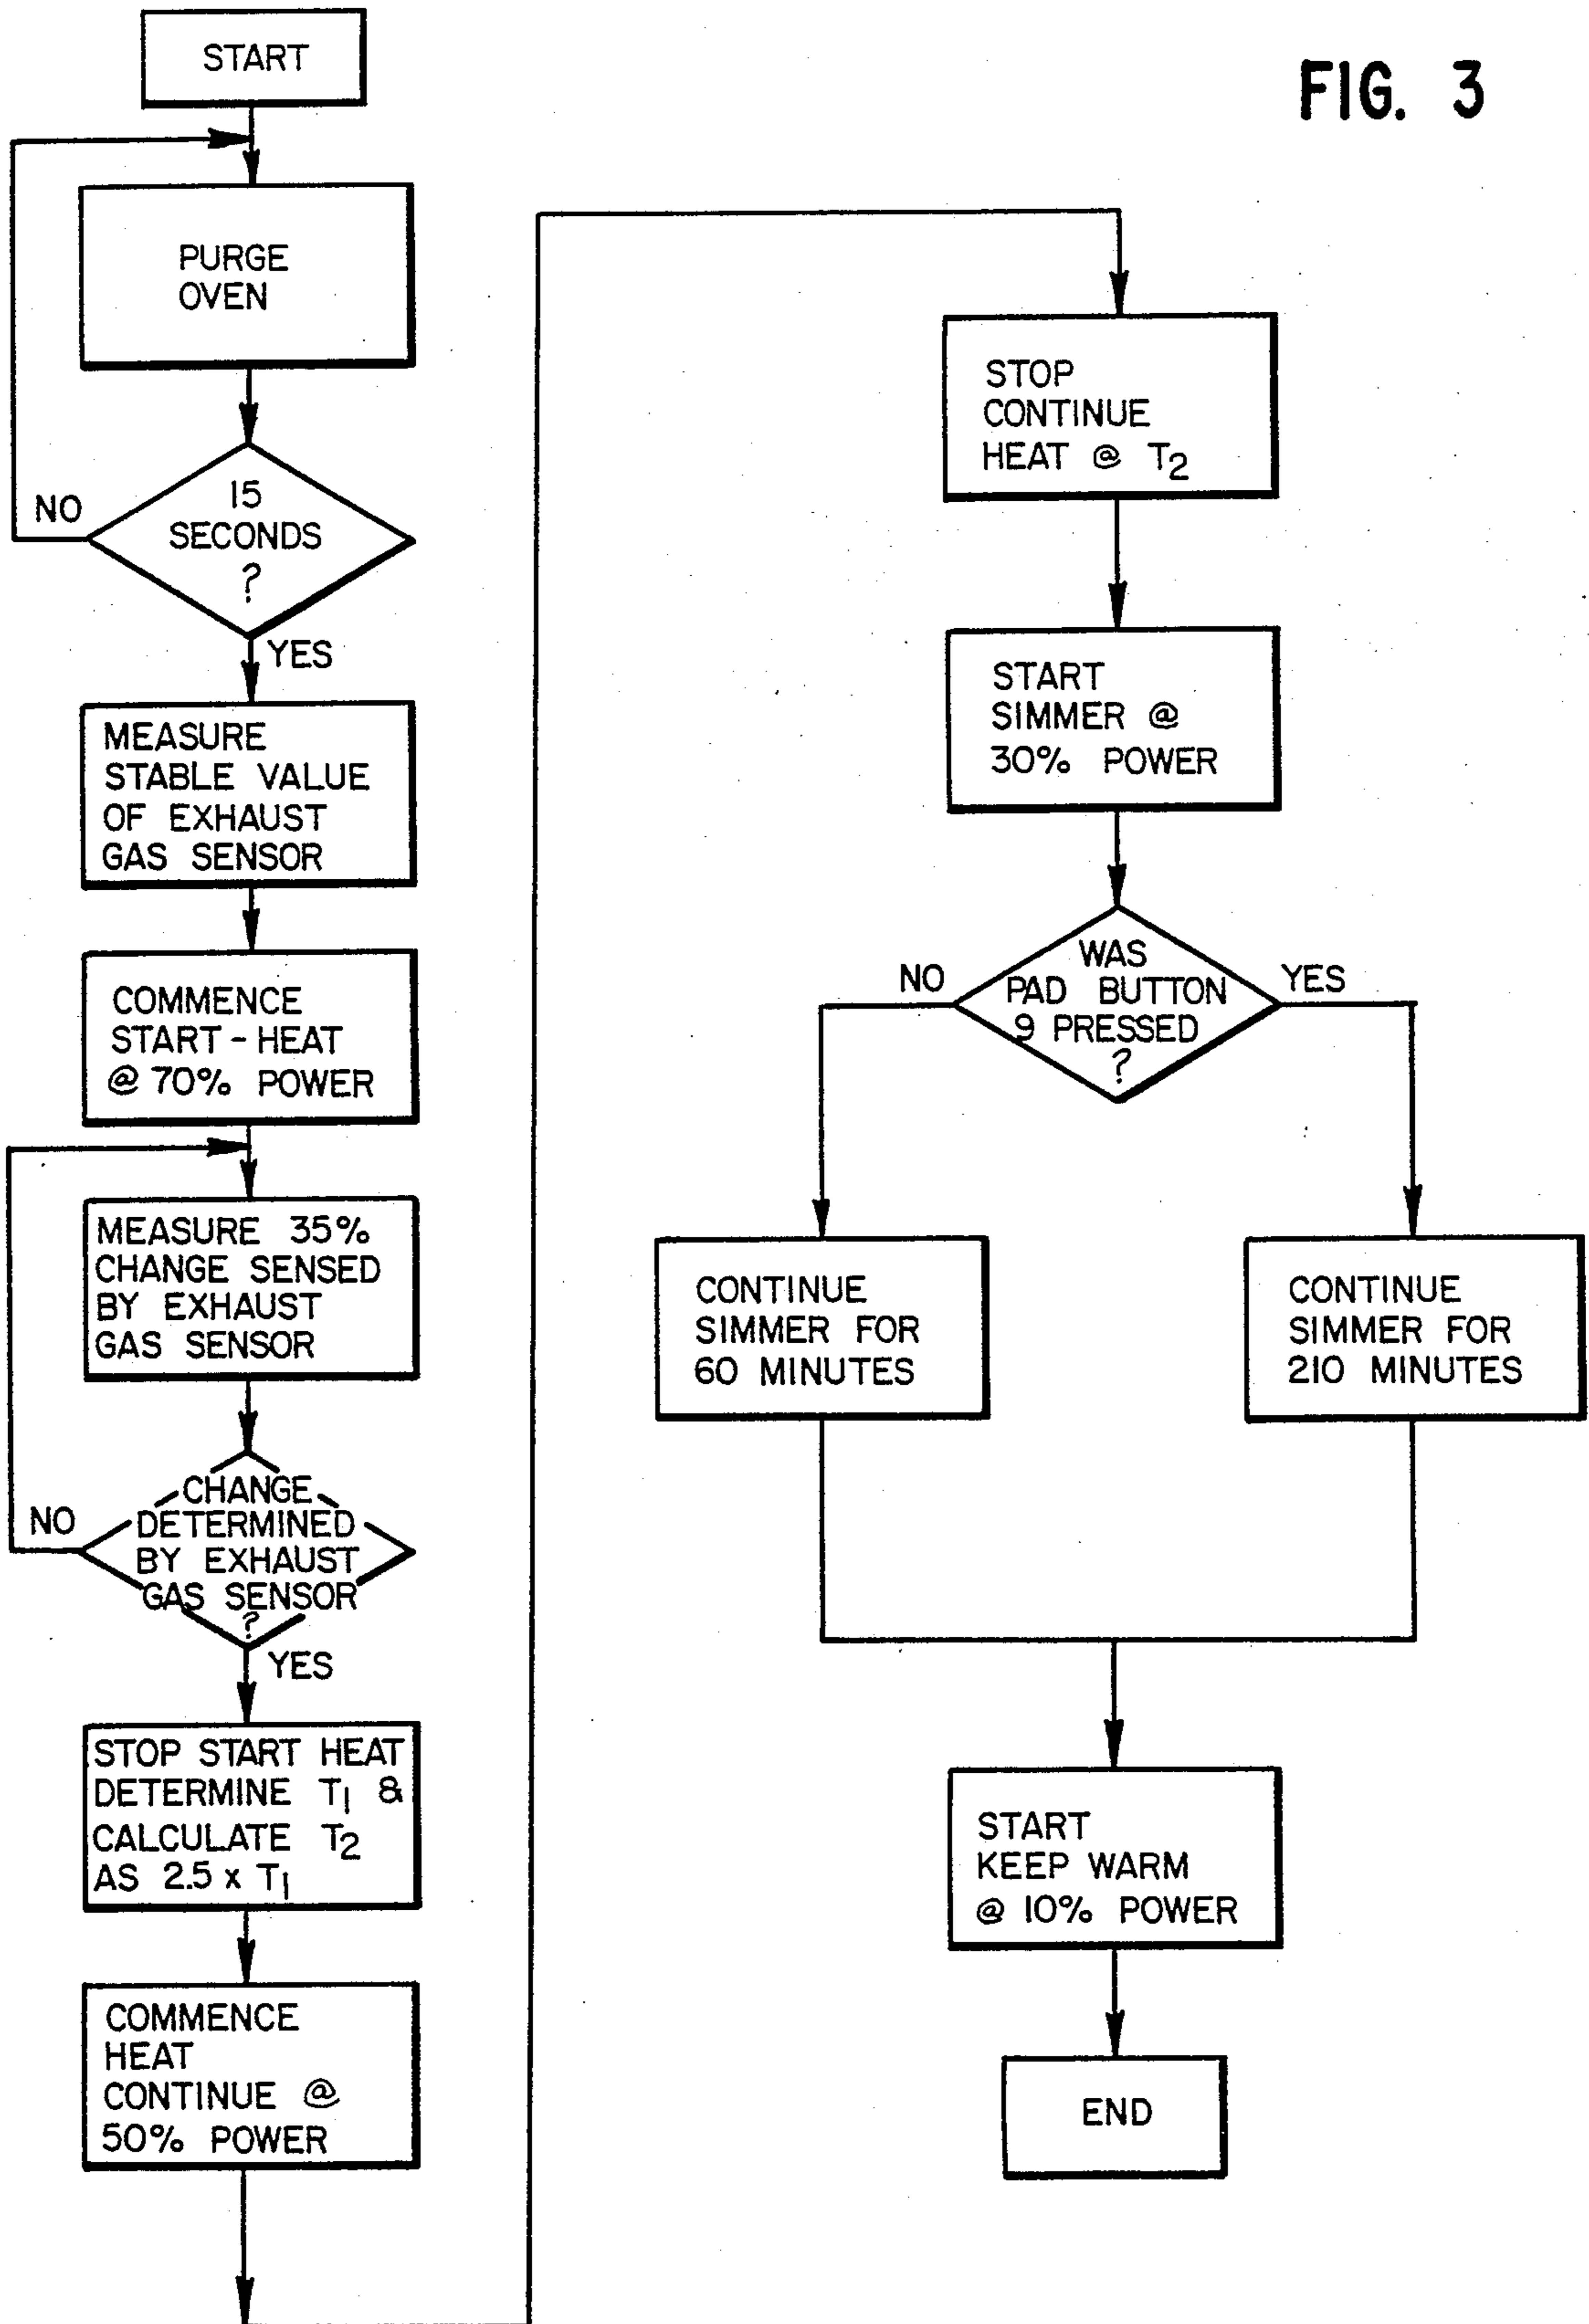 FIG. 3
START
PURGE
OVEN
15
SECONDS
?
NO
YES
MEASURE
STABLE VALUE
OF EXHAUST
GAS SENSOR
COMMENCE
START-HEAT
@ 70% POWER
MEASURE 35%
CHANGE SENSED
BY EXHAUST
GAS SENSOR
CHANGE
DETERMINED
BY EXHAUST
GAS SENSOR
?
NO
YES
STOP START HEAT
DETERMINE T1 &
CALCULATE T2
AS 2.5 x T1
COMMENCE
HEAT
CONTINUE @
50% POWER
STOP
CONTINUE
HEAT @ T2
START
SIMMER @
30% POWER
WAS
PAD BUTTON
9 PRESSED
?
NO
YES
CONTINUE
SIMMER FOR
60 MINUTES
CONTINUE
SIMMER FOR
210 MINUTES
START
KEEP WARM
@ 10% POWER
END